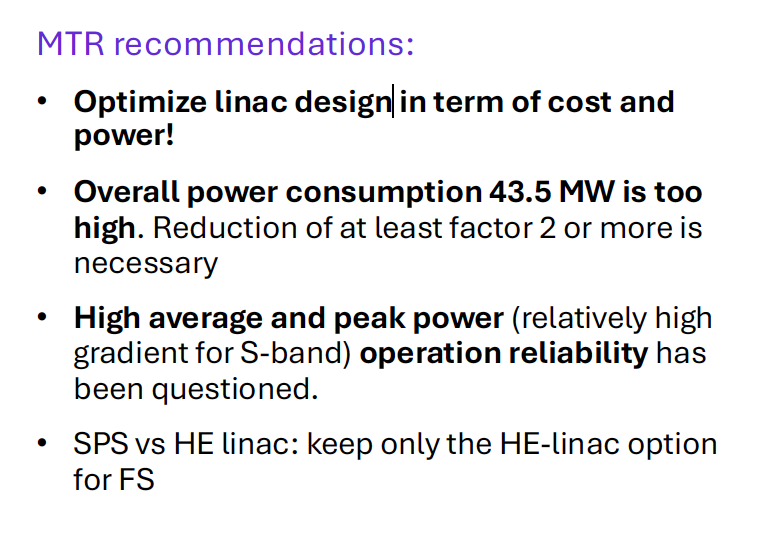 MTR recommendations:
• Optimize linac design in term of cost and
power!
• Overall power consumption 43.5 MW is too
high. Reduction of at least factor 2 or more is
necessary
• High average and peak power (relatively high
gradient for S-band) operation reliability has
been questioned.
• SPS vs HE linac: keep only the HE-linac option
for FS